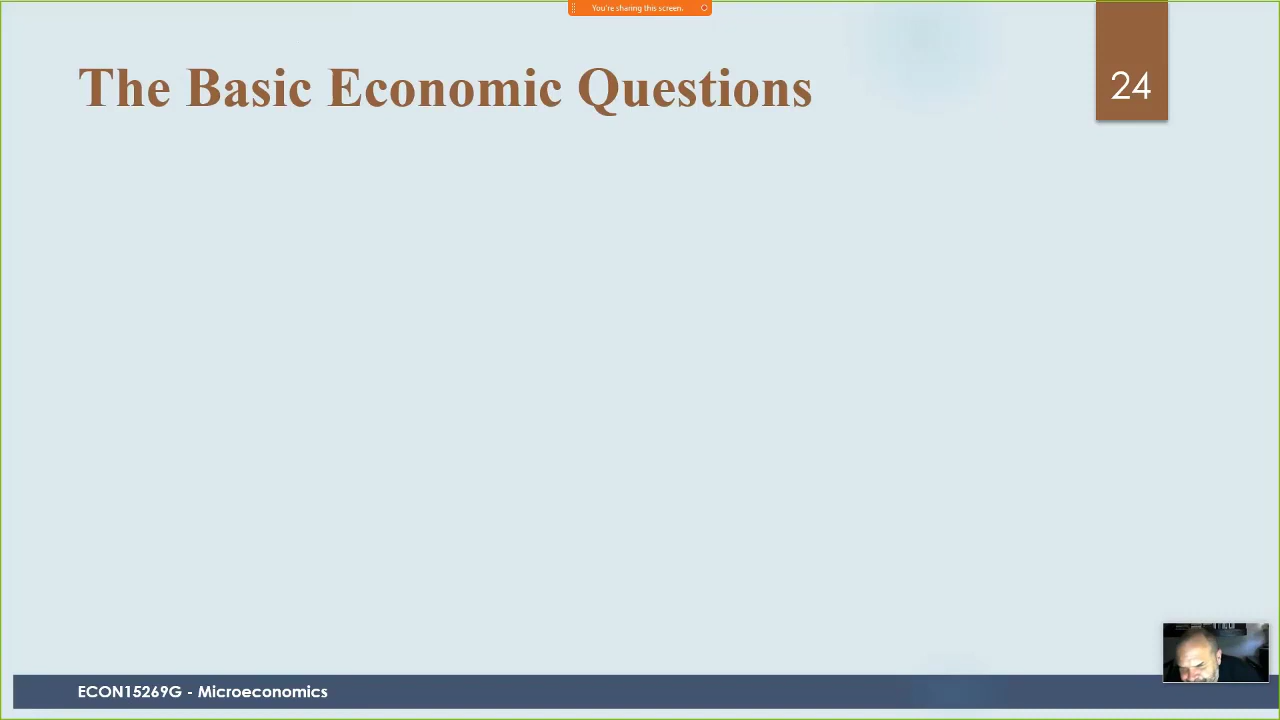 You're sharing this screen.
The Basic Economic Questions
24
ECON15269G - Microeconomics